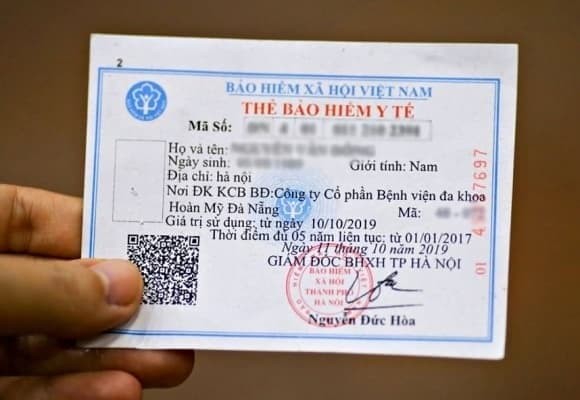 2
BẢO HIỂM XÃ HỘI VIỆT NAM
THẺ BẢO HIỂM Y TẾ
Mã Số:
Họ và tên:
Ngày sinh: Giới tính: Nam
Địa chỉ: hà nội
Nơi ĐK KCB BĐ:Công ty Cổ phần Bệnh viện đa khoa
Hoàn Mỹ Đà Nẵng Mã:
Giá trị sử dụng: từ ngày 10/10/2019
Thời điểm đủ 05 năm liên tục: từ 01/01/2017
Ngày 11 tháng 10 năm 2019
GIÁM ĐỐC BHXH TP HÀ NỘI
BẢO HIỂM
XÃ HỘI
THÀNH PHỐ
HÀ NỘI
Nguyễn Đức Hòa
01